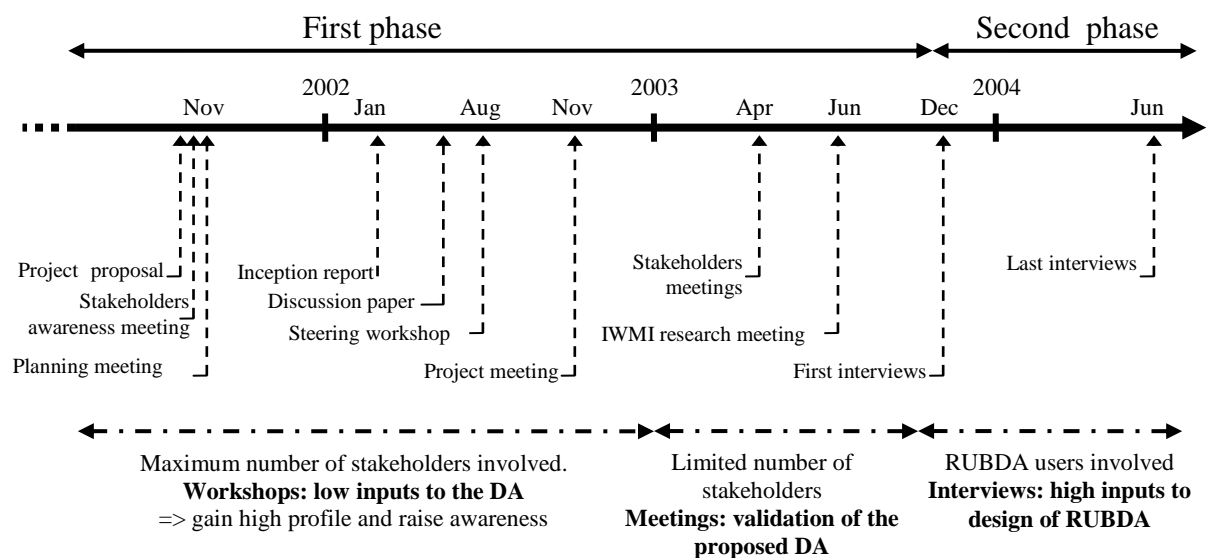 First phase
Second phase
2002
2003
2004
Nov
Jan
Aug
Nov
Apr
Jun
Dec
Jun
Project proposal
Stakeholders
awareness meeting
Planning meeting
Inception report
Discussion paper
Steering workshop
Project meeting
Stakeholders
meetings
IWMI research meeting
First interviews
Last interviews
Maximum number of stakeholders involved.
Workshops: low inputs to the DA
=> gain high profile and raise awareness
Limited number of
stakeholders
Meetings: validation of the
proposed DA
RUBDA users involved
Interviews: high inputs to
design of RUBDA